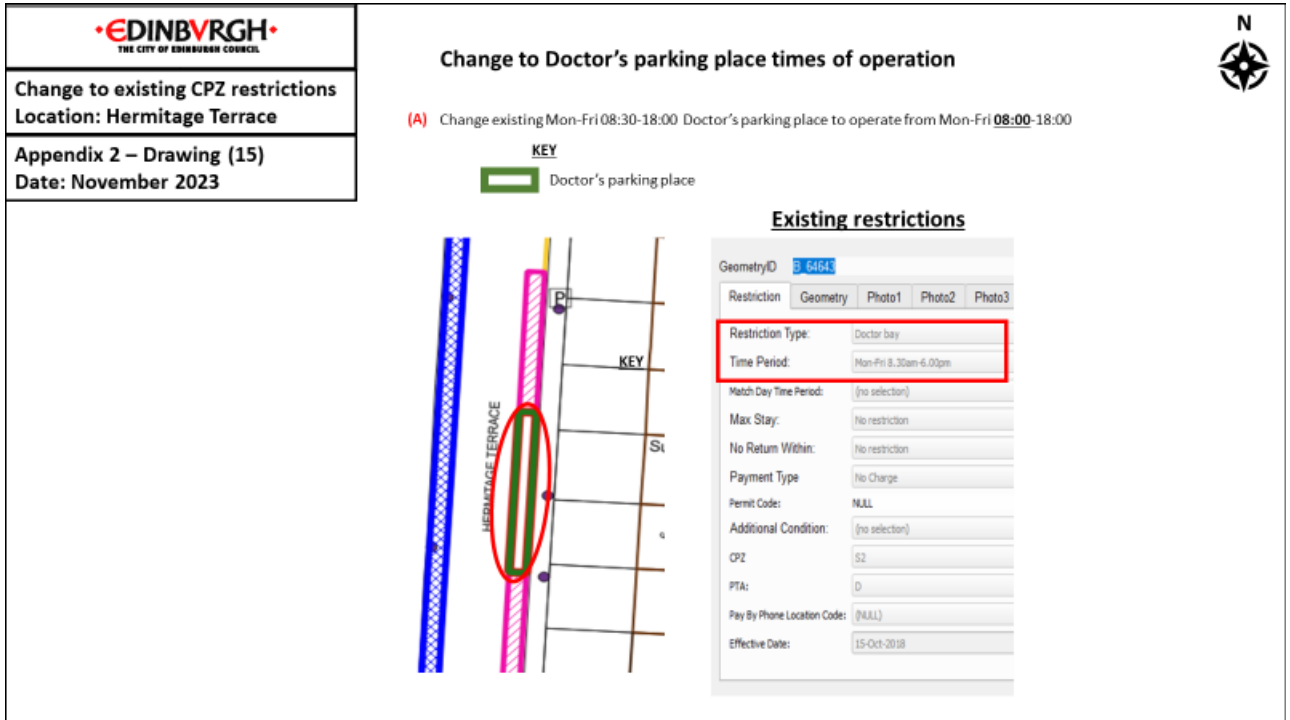 EDINBVRGH
THE CITY OF EDINBURGH COUNCIL
Change to existing CPZ restrictions
Location: Hermitage Terrace
Appendix 2 – Drawing (15)
Date: November 2023
N
Change to Doctor's parking place times of operation
(A) Change existing Mon-Fri 08:30-18:00 Doctor's parking place to operate from Mon-Fri 08:00-18:00
KEY
Doctor's parking place
P
KEY
HERMITAGE TERRACE
Su
Existing restrictions
GeometryID B_64643
Restriction Geometry Photo1 Photo2 Photo3
Restriction Type: Doctor bay
Time Period: Mon-Fri 8.30am-6.00pm
Match Day Time Period: (no selection)
Max Stay: No restriction
No Return Within: No restriction
Payment Type No Charge
Permit Code: NULL
Additional Condition: (no selection)
CPZ S2
PTA: D
Pay By Phone Location Code: (NULL)
Effective Date: 15-Oct-2018